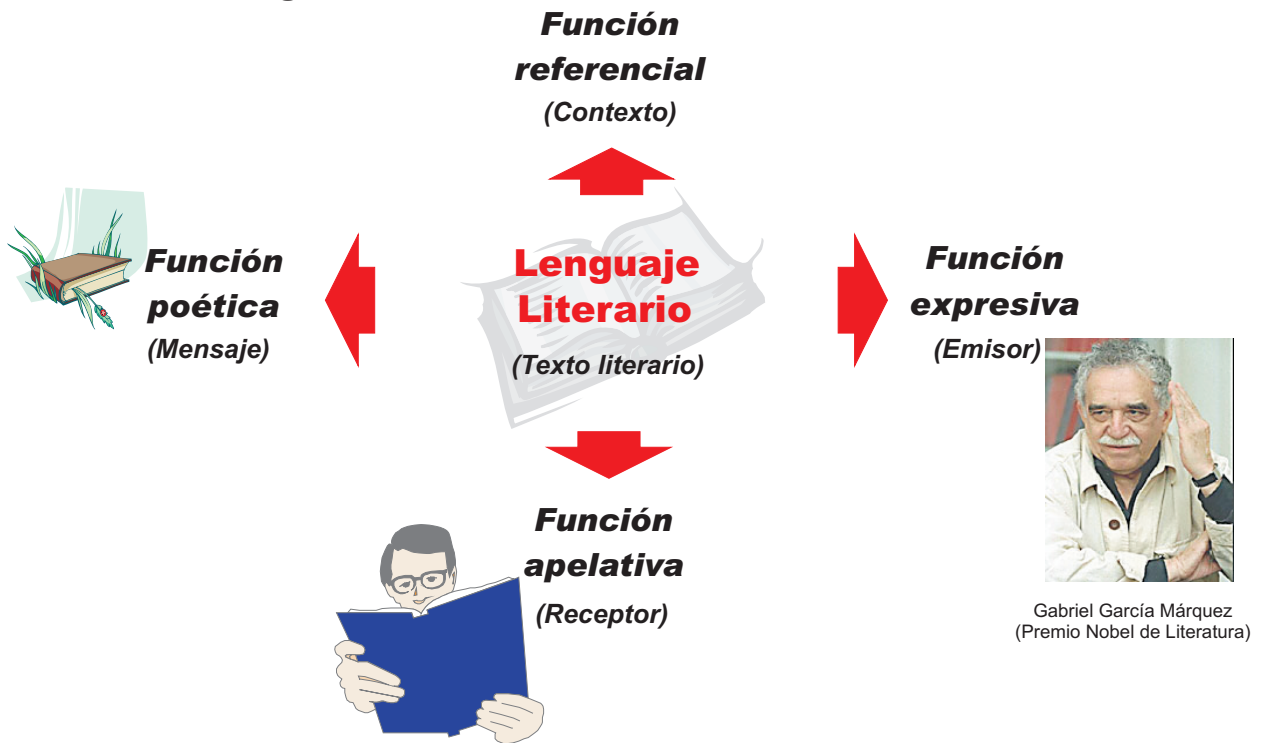 Función
referencial
(Contexto)
Función
poética
(Mensaje)
Lenguaje
Literario
(Texto literario)
Función
expresiva
(Emisor)
Función
apelativa
(Receptor)
Gabriel García Márquez
(Premio Nobel de Literatura)